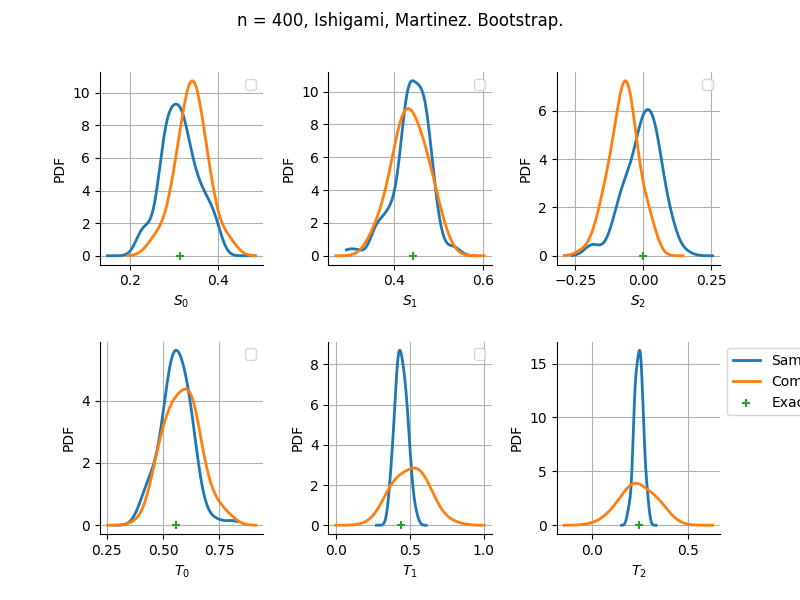 n = 400, Ishigami, Martinez. Bootstrap.
PDF
10
8
6
4
2
0
0.2
0.4
S0
PDF
10
8
6
4
2
0
0.4
0.6
S1
PDF
6
4
2
0
−0.25
0.00
0.25
S2
PDF
4
2
0
0.25
0.50
0.75
T0
PDF
8
6
4
2
0
0.0
0.5
1.0
T1
PDF
15
10
5
0
0.0
0.5
T2
Sam
Com
Exac